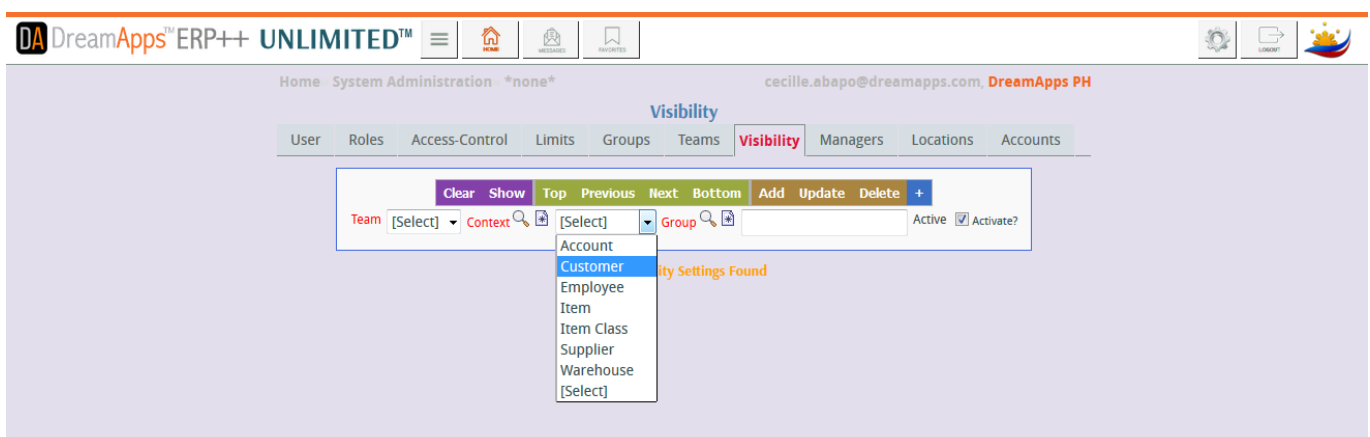 DA DreamApps™ ERP++ UNLIMITED™ HOME MESSAGES FAVORITES LOGOUT
Home System Administration *none* cecille.abapo@dreamapps.com, DreamApps PH
Visibility
User Roles Access-Control Limits Groups Teams Visibility Managers Locations Accounts
Clear Show Top Previous Next Bottom Add Update Delete +
Team [Select] Context [Select] Group Active Activate?
Account
Customer
ity Settings Found
Employee
Item
Item Class
Supplier
Warehouse
[Select]